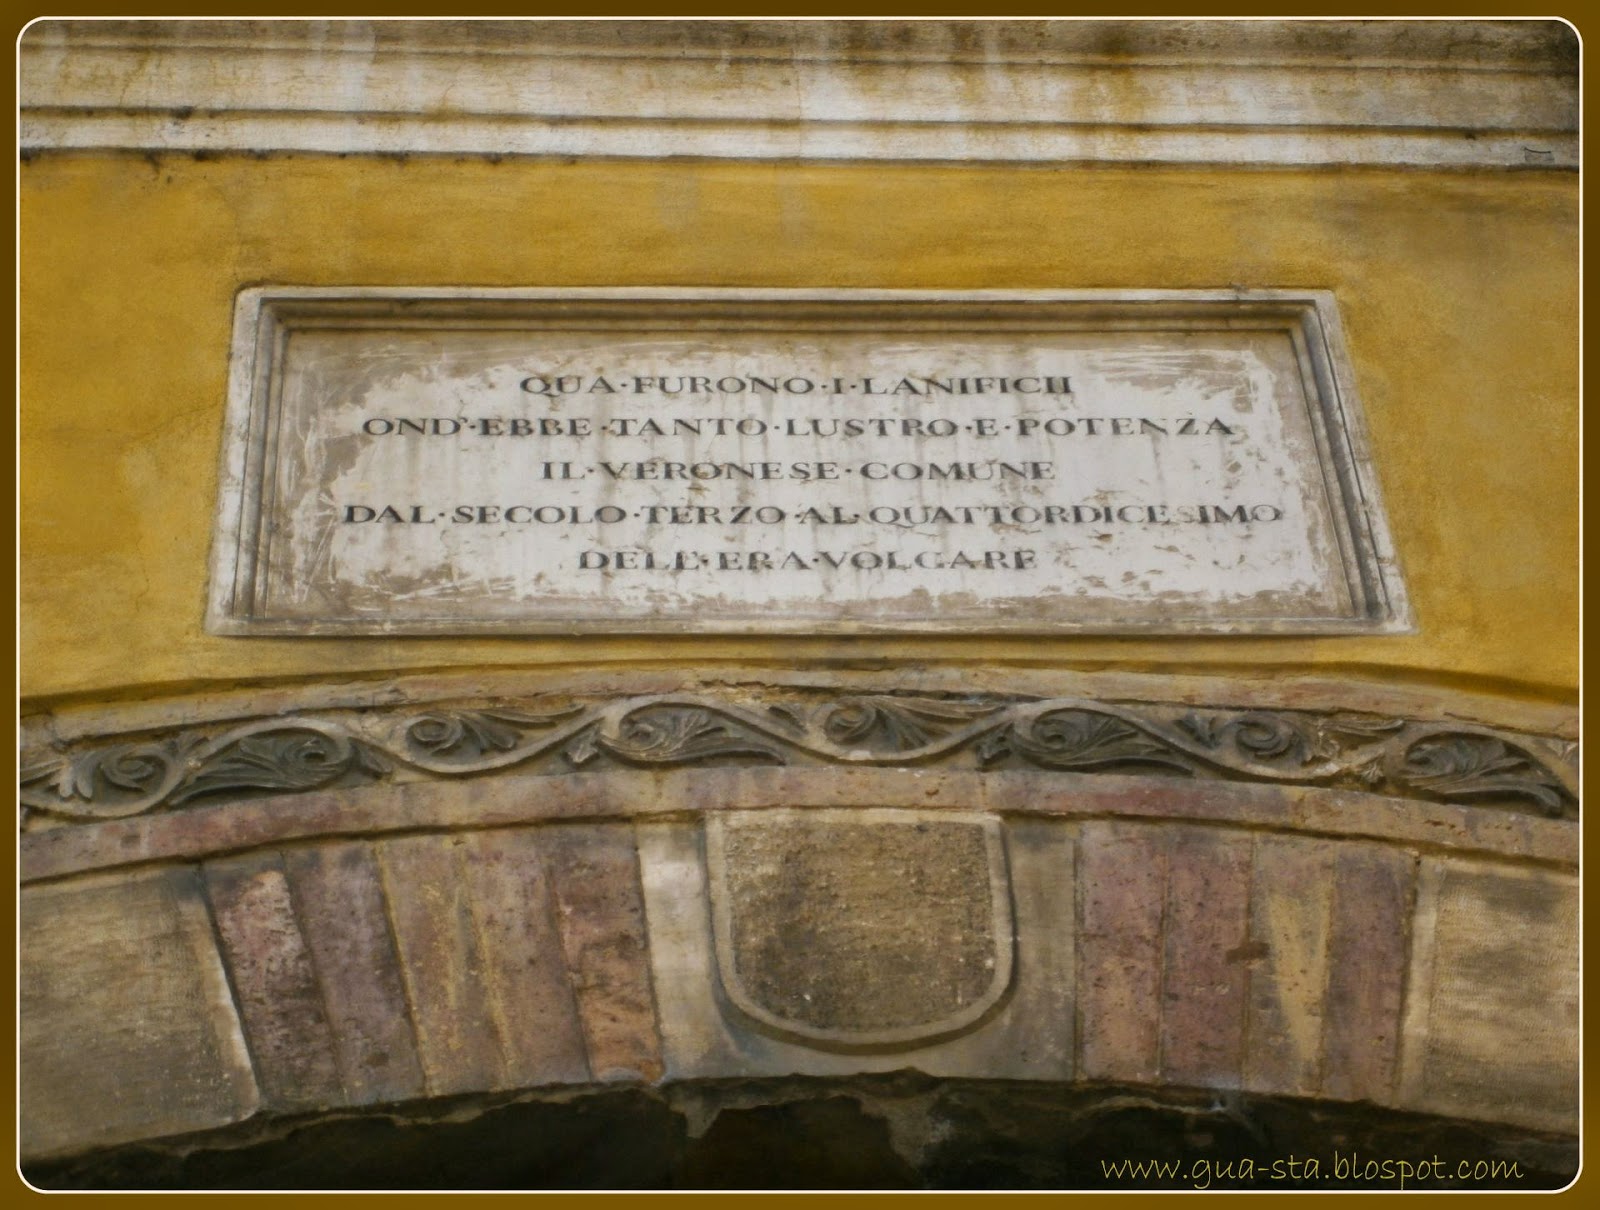 QUA·FURONO·I·LANIFICII
OND'·EBBE·TANTO·LUSTRO·E·POTENZA
IL·VERONESE·COMUNE
DAL·SECOLO·TERZO·AL·QUATTORDICESIMO
DELL'·ERA·VOLGARE
www.gua-sta.blospot.com